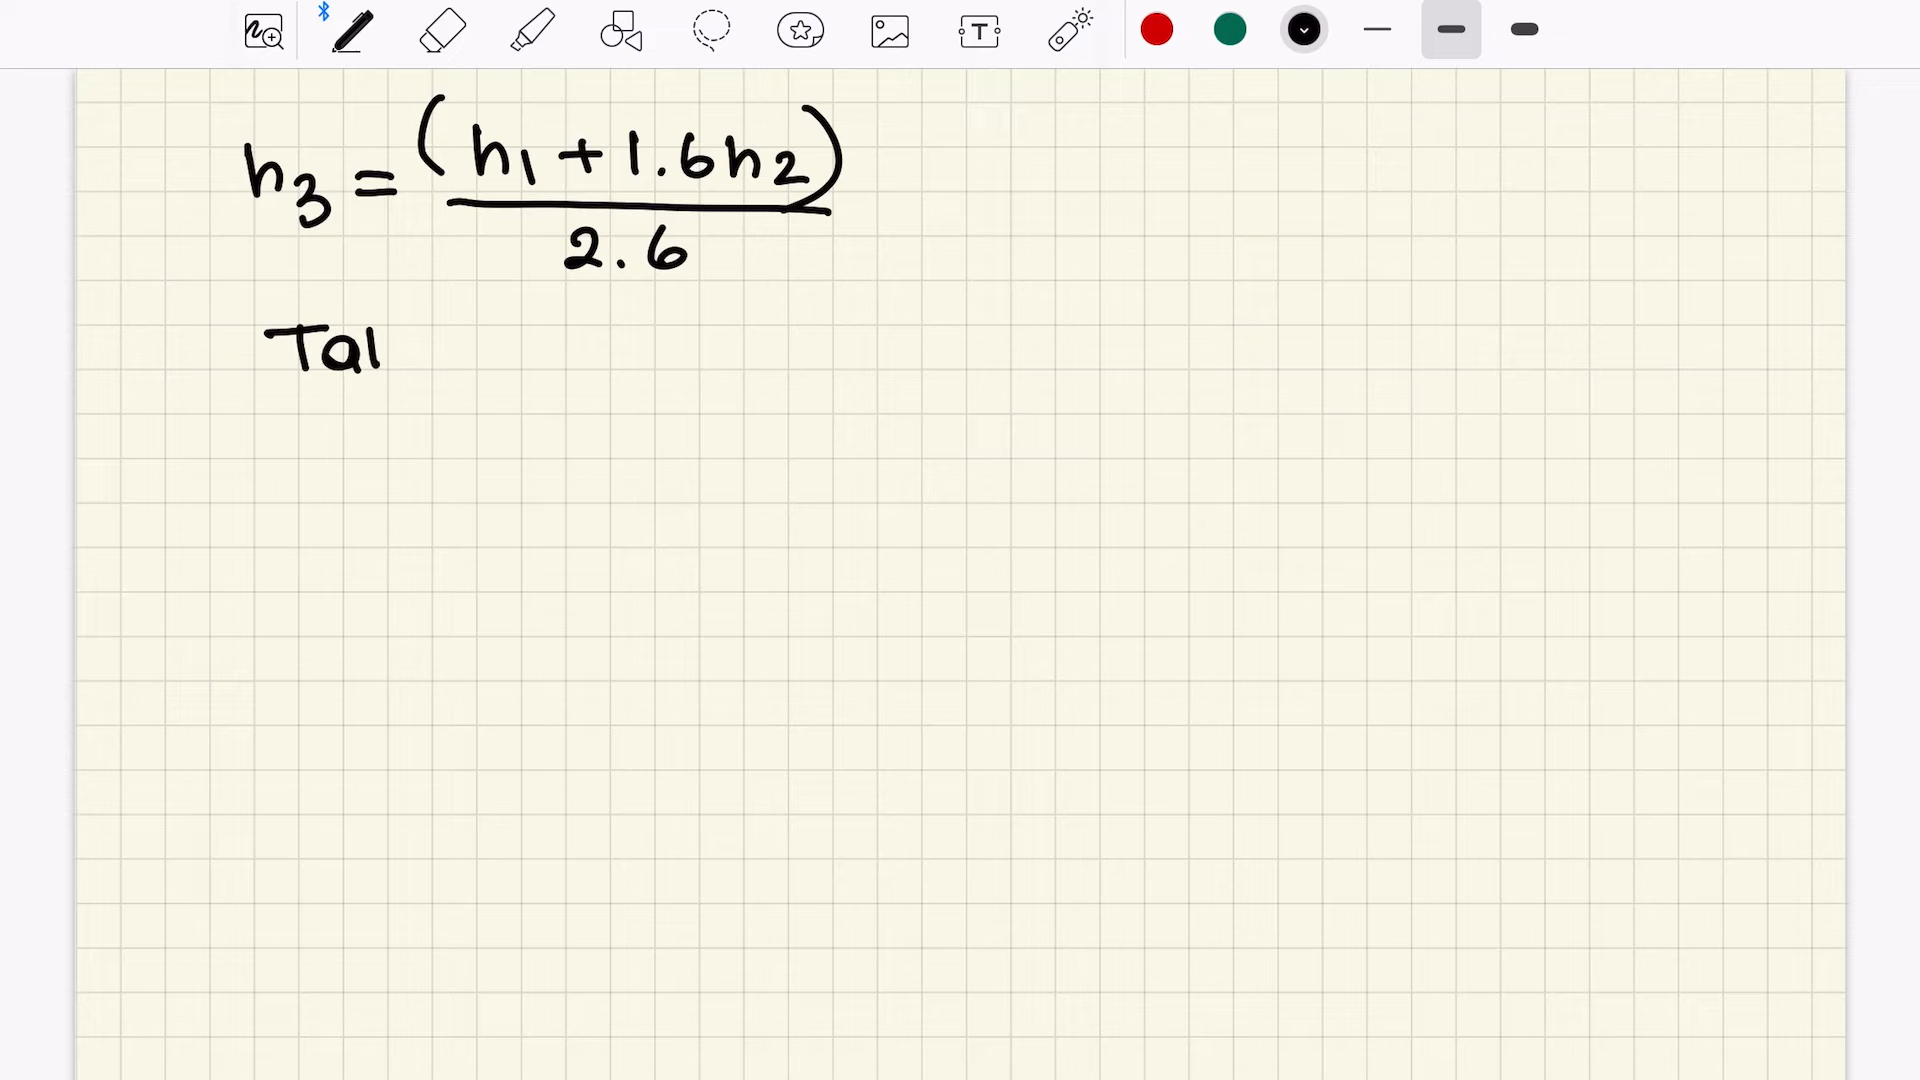 h₃ = (h₁ + 1.6h₂)
2.6
Tal